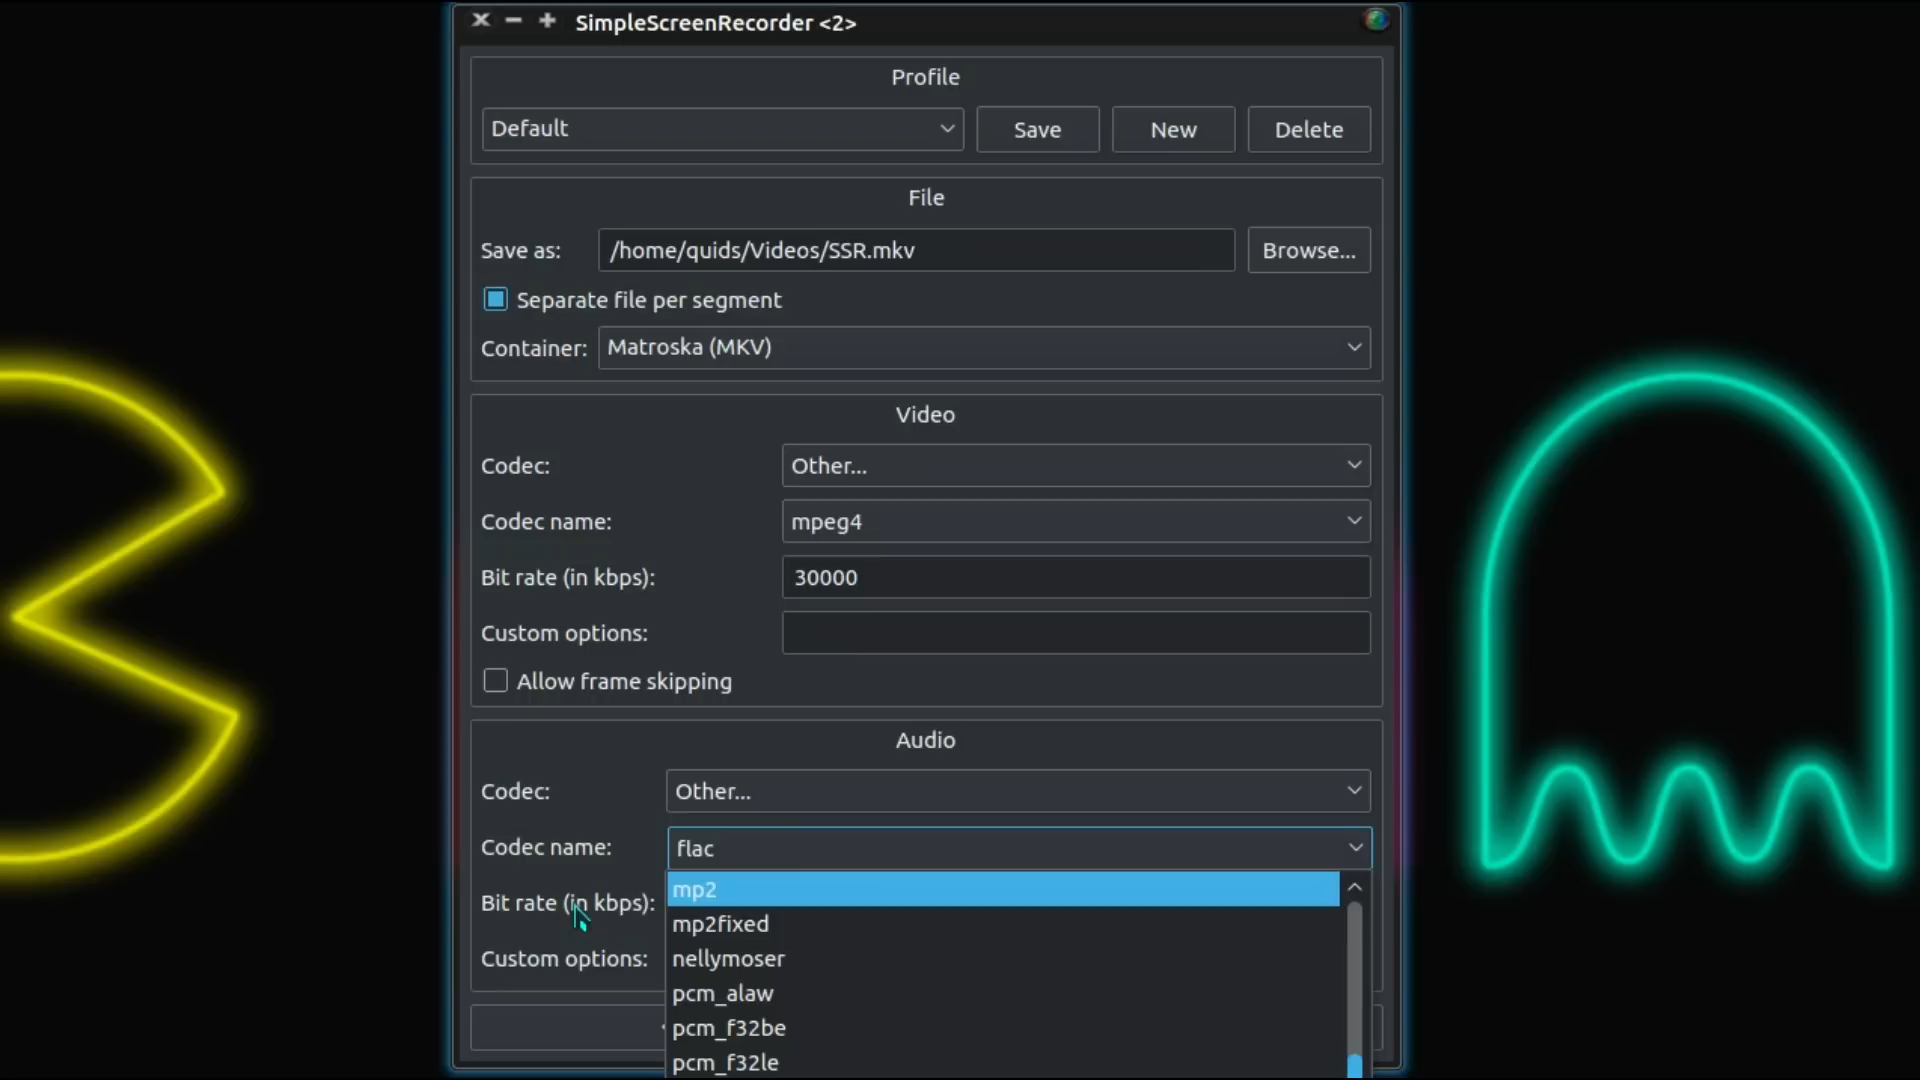 SimpleScreenRecorder <2>
Profile
Default
Save
New
Delete
File
Save as:
/home/quids/Videos/SSR.mkv
Browse...
Separate file per segment
Container:
Matroska (MKV)
Video
Codec:
Other...
Codec name:
mpeg4
Bit rate (in kbps):
30000
Custom options:
Allow frame skipping
Audio
Codec:
Other...
Codec name:
flac
mp2
Bit rate (in kbps):
mp2fixed
Custom options:
nellymoser
pcm_alaw
pcm_f32be
pcm_f32le